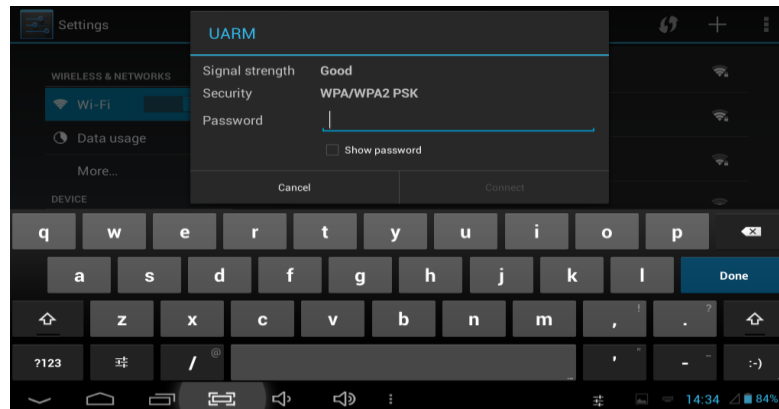 Settings
UARM
WIRELESS & NETWORKS
Wi-Fi
Data usage
More...
DEVICE
Signal strength Good
Security WPA/WPA2 PSK
Password
Show password
Cancel Connect
q w e r t y u i o p
a s d f g h j k l Done
z x c v b n m , ! . ?
?123 / @ ' " - _ :-)
14:34 84%